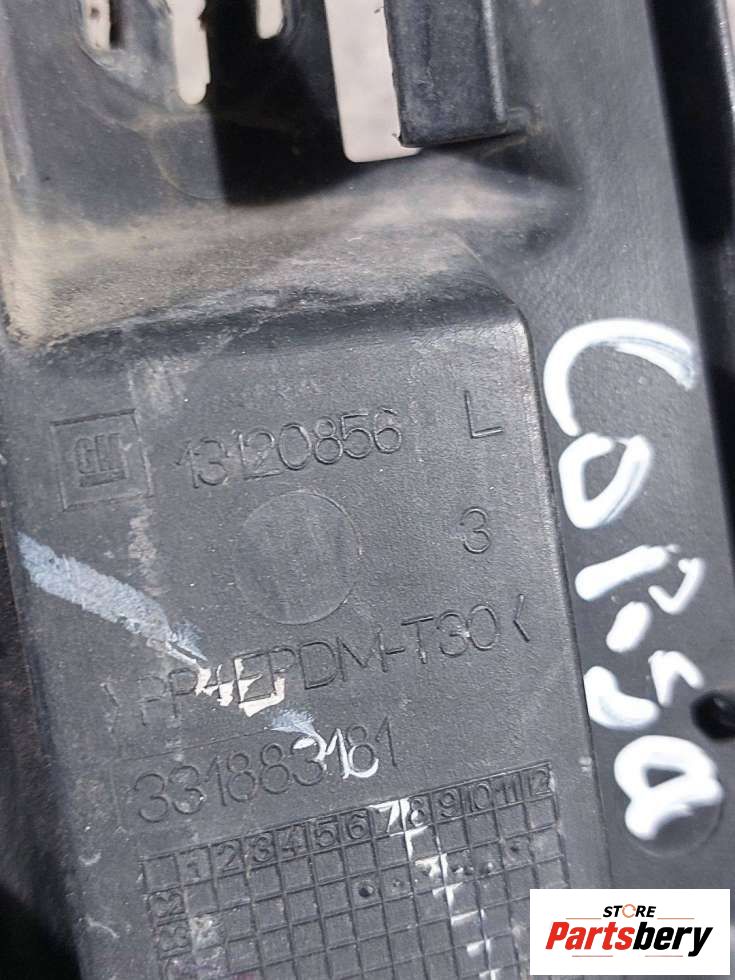 GM 13120856 L
3
>PP+EPDM-T30<
331883181
1 2 3 4 5 6 7 8 9 10 11 12
CORSA
STORE
Partsbery